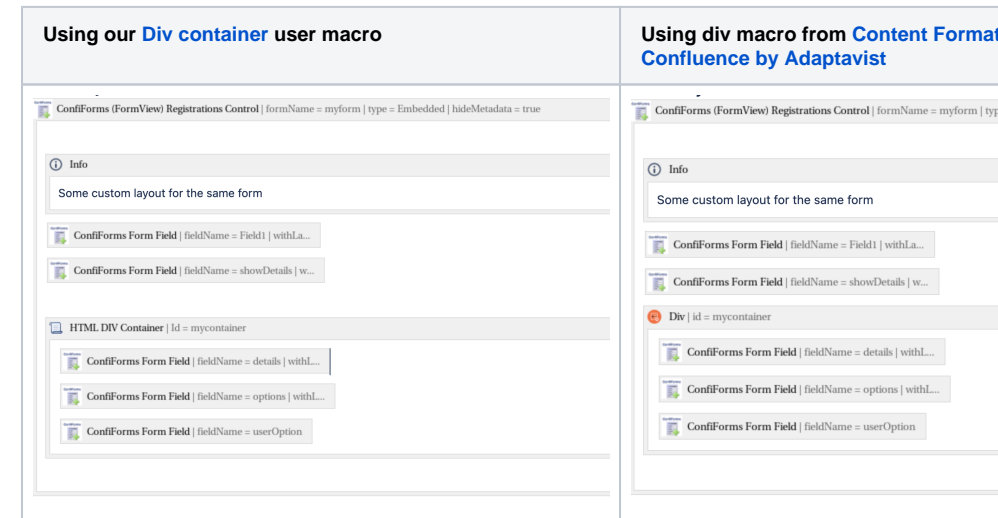 Using our Div container user macro
ConfiForms (FormView) Registrations Control | formName = myform | type = Embedded | hideMetadata = true
Info
Some custom layout for the same form
ConfiForms Form Field | fieldName = Field1 | withLa...
ConfiForms Form Field | fieldName = showDetails | w...
HTML DIV Container | Id = mycontainer
ConfiForms Form Field | fieldName = details | withL...
ConfiForms Form Field | fieldName = options | withL...
ConfiForms Form Field | fieldName = userOption
Using div macro from Content Format
Confluence by Adaptavist
ConfiForms (FormView) Registrations Control | formName = myform | typ
Info
Some custom layout for the same form
ConfiForms Form Field | fieldName = Field1 | withLa...
ConfiForms Form Field | fieldName = showDetails | w...
Div | id = mycontainer
ConfiForms Form Field | fieldName = details | withL...
ConfiForms Form Field | fieldName = options | withL...
ConfiForms Form Field | fieldName = userOption